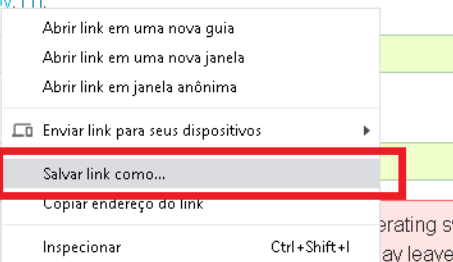 Abrir link em uma nova guia
Abrir link em uma nova janela
Abrir link em janela anônima
Enviar link para seus dispositivos
Salvar link como...
Copiar endereço do link
erating
Inspecionar Ctrl+Shift+I
leave